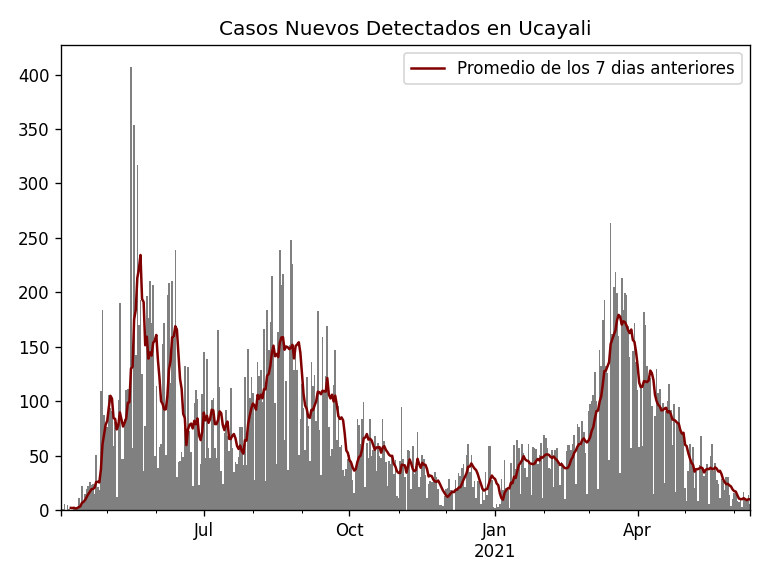 Casos Nuevos Detectados en Ucayali
Promedio de los 7 dias anteriores
400
350
300
250
200
150
100
50
0
Jul
Oct
Jan
2021
Apr